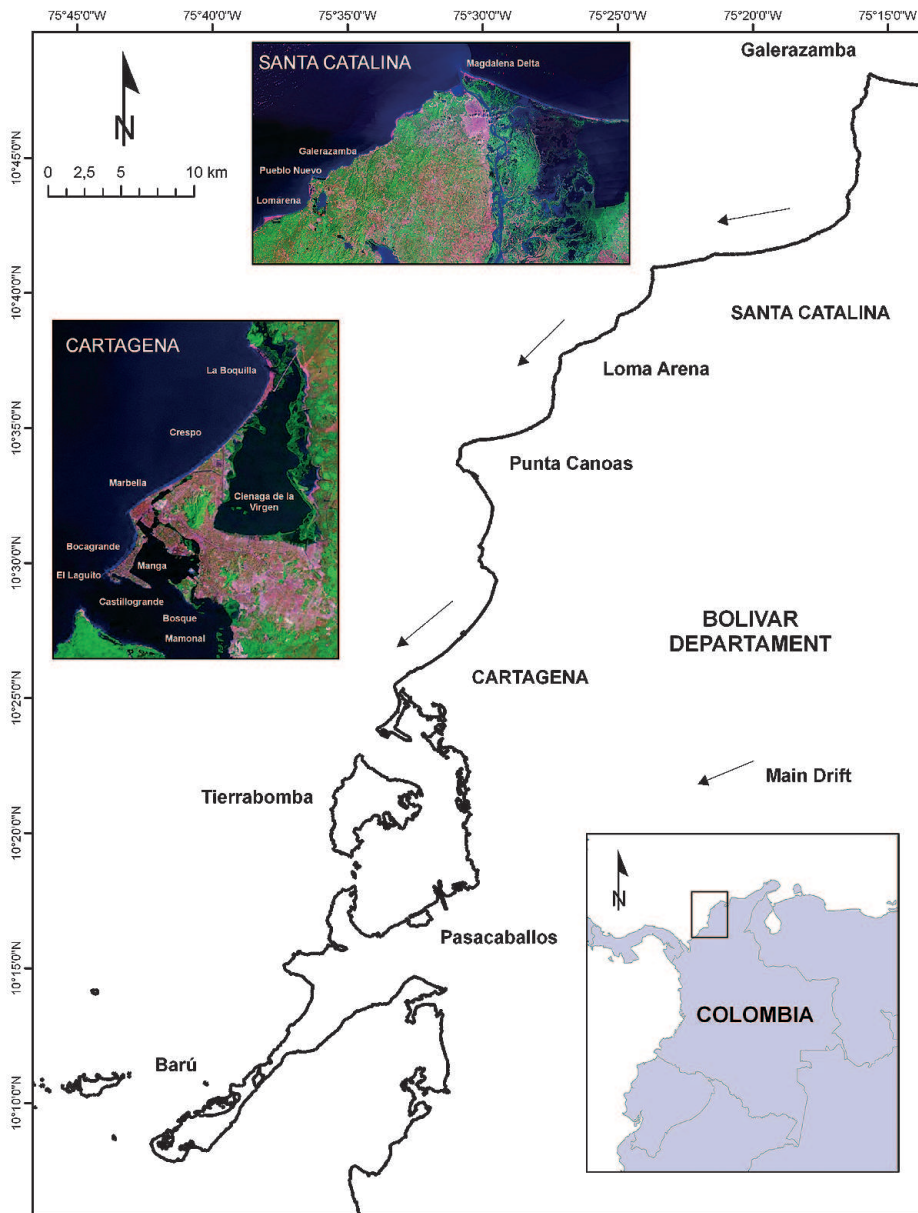 75°45'0"W 75°40'0"W 75°35'0"W 75°30'0"W 75°25'0"W 75°20'0"W 75°15'0"W
Galerazamba
SANTA CATALINA
Magdalena Delta
Galerazamba
Pueblo Nuevo
Lomarena
N
0 2,5 5 10 km
10°45'0"N
10°40'0"N
10°35'0"N
10°30'0"N
10°25'0"N
10°20'0"N
10°15'0"N
10°10'0"N
SANTA CATALINA
Loma Arena
Punta Canoas
CARTAGENA
La Boquilla
Crespo
Marbella
Cienaga de la
Virgen
Bocagrande
Manga
El Laguito
Castillogrande
Bosque
Mamonal
BOLIVAR
DEPARTAMENT
CARTAGENA
Main Drift
Tierrabomba
Pasacaballos
Barú
N
COLOMBIA